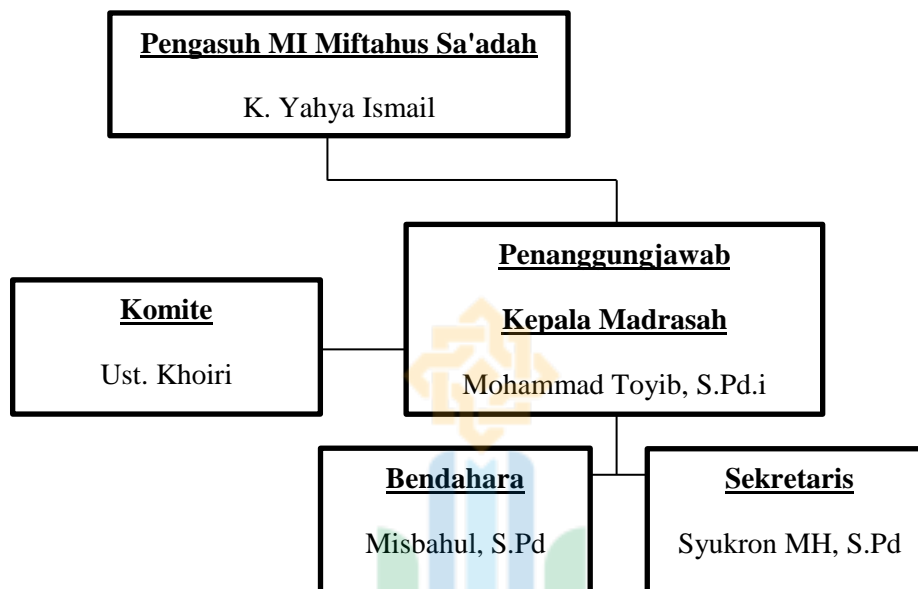 Pengasuh MI Miftahus Sa'adah
K. Yahya Ismail
Penanggungjawab
Kepala Madrasah
Mohammad Toyib, S.Pd.i
Komite
Ust. Khoiri
Bendahara
Misbahul, S.Pd
Sekretaris
Syukron MH, S.Pd